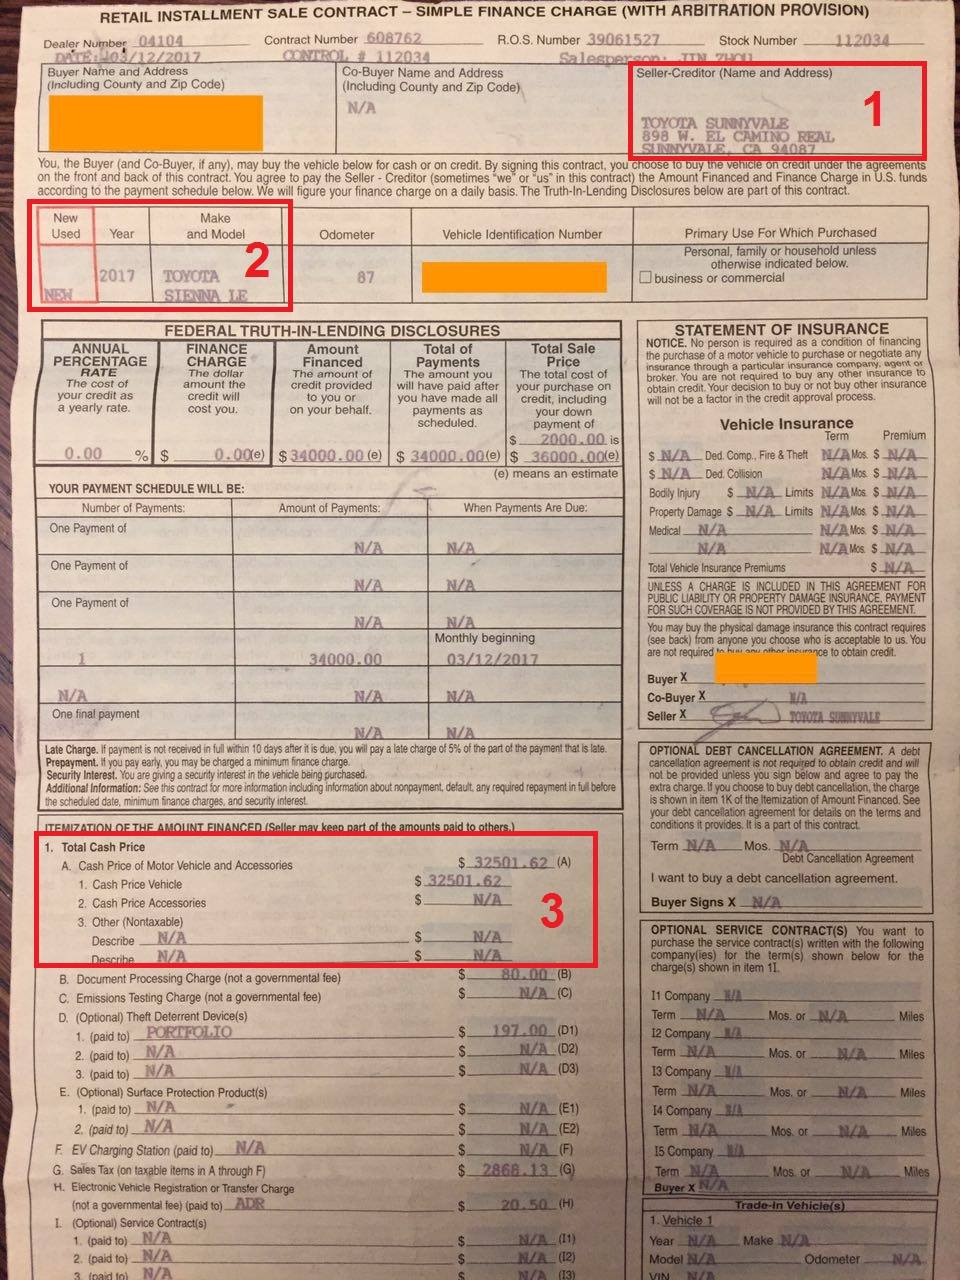 RETAIL INSTALLMENT SALE CONTRACT – SIMPLE FINANCE CHARGE (WITH ARBITRATION PROVISION)
Dealer Number 04104 Contract Number 608762 R.O.S. Number 39061527 Stock Number 112034
DATE: 03/12/2017 CONTROL # 112034 Salesperson: JIN ZHOU
Buyer Name and Address
(Including County and Zip Code)
Co-Buyer Name and Address
(Including County and Zip Code)
N/A
Seller-Creditor (Name and Address)
1
TOYOTA SUNNYVALE
898 W. EL CAMINO REAL
SUNNYVALE, CA 94087
You, the Buyer (and Co-Buyer, if any), may buy the vehicle below for cash or on credit. By signing this contract, you choose to buy the vehicle on credit under the agreements
on the front and back of this contract. You agree to pay the Seller - Creditor (sometimes "we" or "us" in this contract) the Amount Financed and Finance Charge in U.S. funds
according to the payment schedule below. We will figure your finance charge on a daily basis. The Truth-In-Lending Disclosures below are part of this contract.
New
Used Year Make
and Model Odometer Vehicle Identification Number Primary Use For Which Purchased
NEW 2017 TOYOTA
SIENNA LE
2
87
Personal, family or household unless
otherwise indicated below.
business or commercial
FEDERAL TRUTH-IN-LENDING DISCLOSURES
ANNUAL
PERCENTAGE
RATE
The cost of
your credit as
a yearly rate.
0.00 %
FINANCE
CHARGE
The dollar
amount the
credit will
cost you.
$ 0.00(e)
Amount
Financed
The amount of
credit provided
to you or
on your behalf.
$34000.00 (e)
Total of
Payments
The amount you
will have paid after
you have made all
payments as
scheduled.
$ 34000.00(e)
Total Sale
Price
The total cost of
your purchase on
credit, including
your down
payment of
$ 2000.00 is
$ 36000.00(e)
(e) means an estimate
YOUR PAYMENT SCHEDULE WILL BE:
Number of Payments: Amount of Payments: When Payments Are Due:
One Payment of
N/A N/A
One Payment of
N/A N/A
One Payment of
N/A N/A
Monthly beginning
1 34000.00 03/12/2017
N/A N/A N/A
One final payment
N/A N/A
Late Charge. If payment is not received in full within 10 days after it is due, you will pay a late charge of 5% of the part of the payment that is late.
Prepayment. If you pay early, you may be charged a minimum finance charge.
Security Interest. You are giving a security interest in the vehicle being purchased.
Additional Information: See this contract for more information including information about nonpayment, default, any required repayment in full before
the scheduled date, minimum finance charges, and security interest.
ITEMIZATION OF THE AMOUNT FINANCED (Seller may keep part of the amounts paid to others.)
1. Total Cash Price
A. Cash Price of Motor Vehicle and Accessories $ 32501.62 (A)
1. Cash Price Vehicle $ 32501.62
2. Cash Price Accessories $ N/A
3
3. Other (Nontaxable)
Describe N/A $ N/A
Describe N/A $ N/A
B. Document Processing Charge (not a governmental fee) $ 80.00 (B)
C. Emissions Testing Charge (not a governmental fee) $ N/A (C)
D. (Optional) Theft Deterrent Device(s)
1. (paid to) PORTFOLIO $ 197.00 (D1)
2. (paid to) N/A $ N/A (D2)
3. (paid to) N/A $ N/A (D3)
E. (Optional) Surface Protection Product(s)
1. (paid to) N/A $ N/A (E1)
2. (paid to) N/A $ N/A (E2)
F. EV Charging Station (paid to) N/A $ N/A (F)
G. Sales Tax (on taxable items in A through F) $ 2868.13 (G)
H. Electronic Vehicle Registration or Transfer Charge
(not a governmental fee) (paid to) ADR $ 20.50 (H)
I. (Optional) Service Contract(s)
1. (paid to) N/A $ N/A (I1)
2. (paid to) N/A $ N/A (I2)
3. (paid to) N/A $ N/A (I3)
STATEMENT OF INSURANCE
NOTICE. No person is required as a condition of financing
the purchase of a motor vehicle to purchase or negotiate any
insurance through a particular insurance company, agent or
broker. You are not required to buy any other insurance to
obtain credit. Your decision to buy or not buy other insurance
will not be a factor in the credit approval process.
Vehicle Insurance
Term Premium
$ N/A Ded. Comp., Fire & Theft N/A Mos. $ N/A
$ N/A Ded. Collision N/A Mos. $ N/A
Bodily Injury $ N/A Limits N/A Mos. $ N/A
Property Damage $ N/A Limits N/A Mos. $ N/A
Medical N/A N/A Mos. $ N/A
N/A N/A Mos. $ N/A
Total Vehicle Insurance Premiums $ N/A
UNLESS A CHARGE IS INCLUDED IN THIS AGREEMENT FOR
PUBLIC LIABILITY OR PROPERTY DAMAGE INSURANCE, PAYMENT
FOR SUCH COVERAGE IS NOT PROVIDED BY THIS AGREEMENT.
You may buy the physical damage insurance this contract requires
(see back) from anyone you choose who is acceptable to us. You
are not required to buy any other insurance to obtain credit.
Buyer X
Co-Buyer X N/A
Seller X TOYOTA SUNNYVALE
OPTIONAL DEBT CANCELLATION AGREEMENT. A debt
cancellation agreement is not required to obtain credit and will
not be provided unless you sign below and agree to pay the
extra charge. If you choose to buy debt cancellation, the charge
is shown in item 1K of the Itemization of Amount Financed. See
your debt cancellation agreement for details on the terms and
conditions it provides. It is a part of this contract.
Term N/A Mos. N/A
Debt Cancellation Agreement
I want to buy a debt cancellation agreement.
Buyer Signs X N/A
OPTIONAL SERVICE CONTRACT(S) You want to
purchase the service contract(s) written with the following
company(ies) for the term(s) shown below for the
charge(s) shown in item 1I.
I1 Company N/A
Term N/A Mos. or N/A Miles
I2 Company N/A
Term N/A Mos. or N/A Miles
I3 Company N/A
Term N/A Mos. or N/A Miles
I4 Company N/A
Term N/A Mos. or N/A Miles
I5 Company N/A
Term N/A Mos. or N/A Miles
Buyer X N/A
Trade-In Vehicle(s)
1. Vehicle 1
Year N/A Make N/A
Model N/A Odometer N/A
VIN N/A